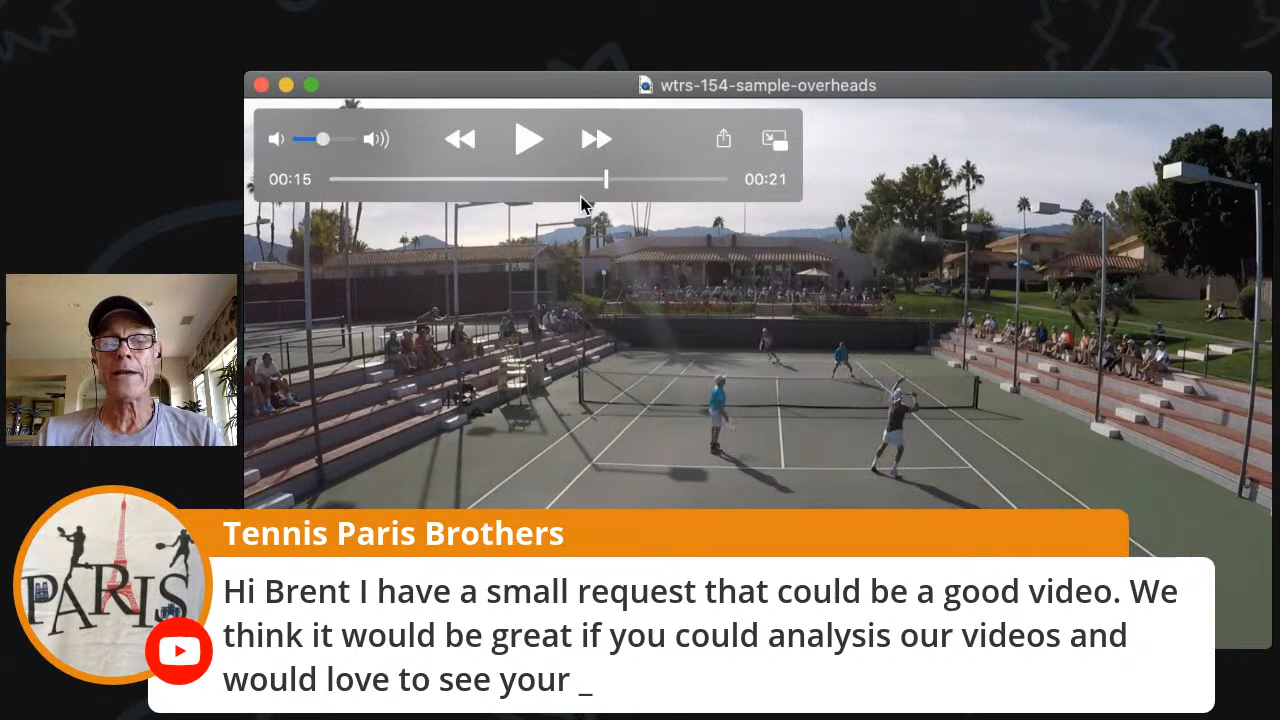 wtrs-154-sample-overheads
00:15
00:21
Tennis Paris Brothers
PARIS
Hi Brent I have a small request that could be a good video. We
think it would be great if you could analysis our videos and
would love to see your _